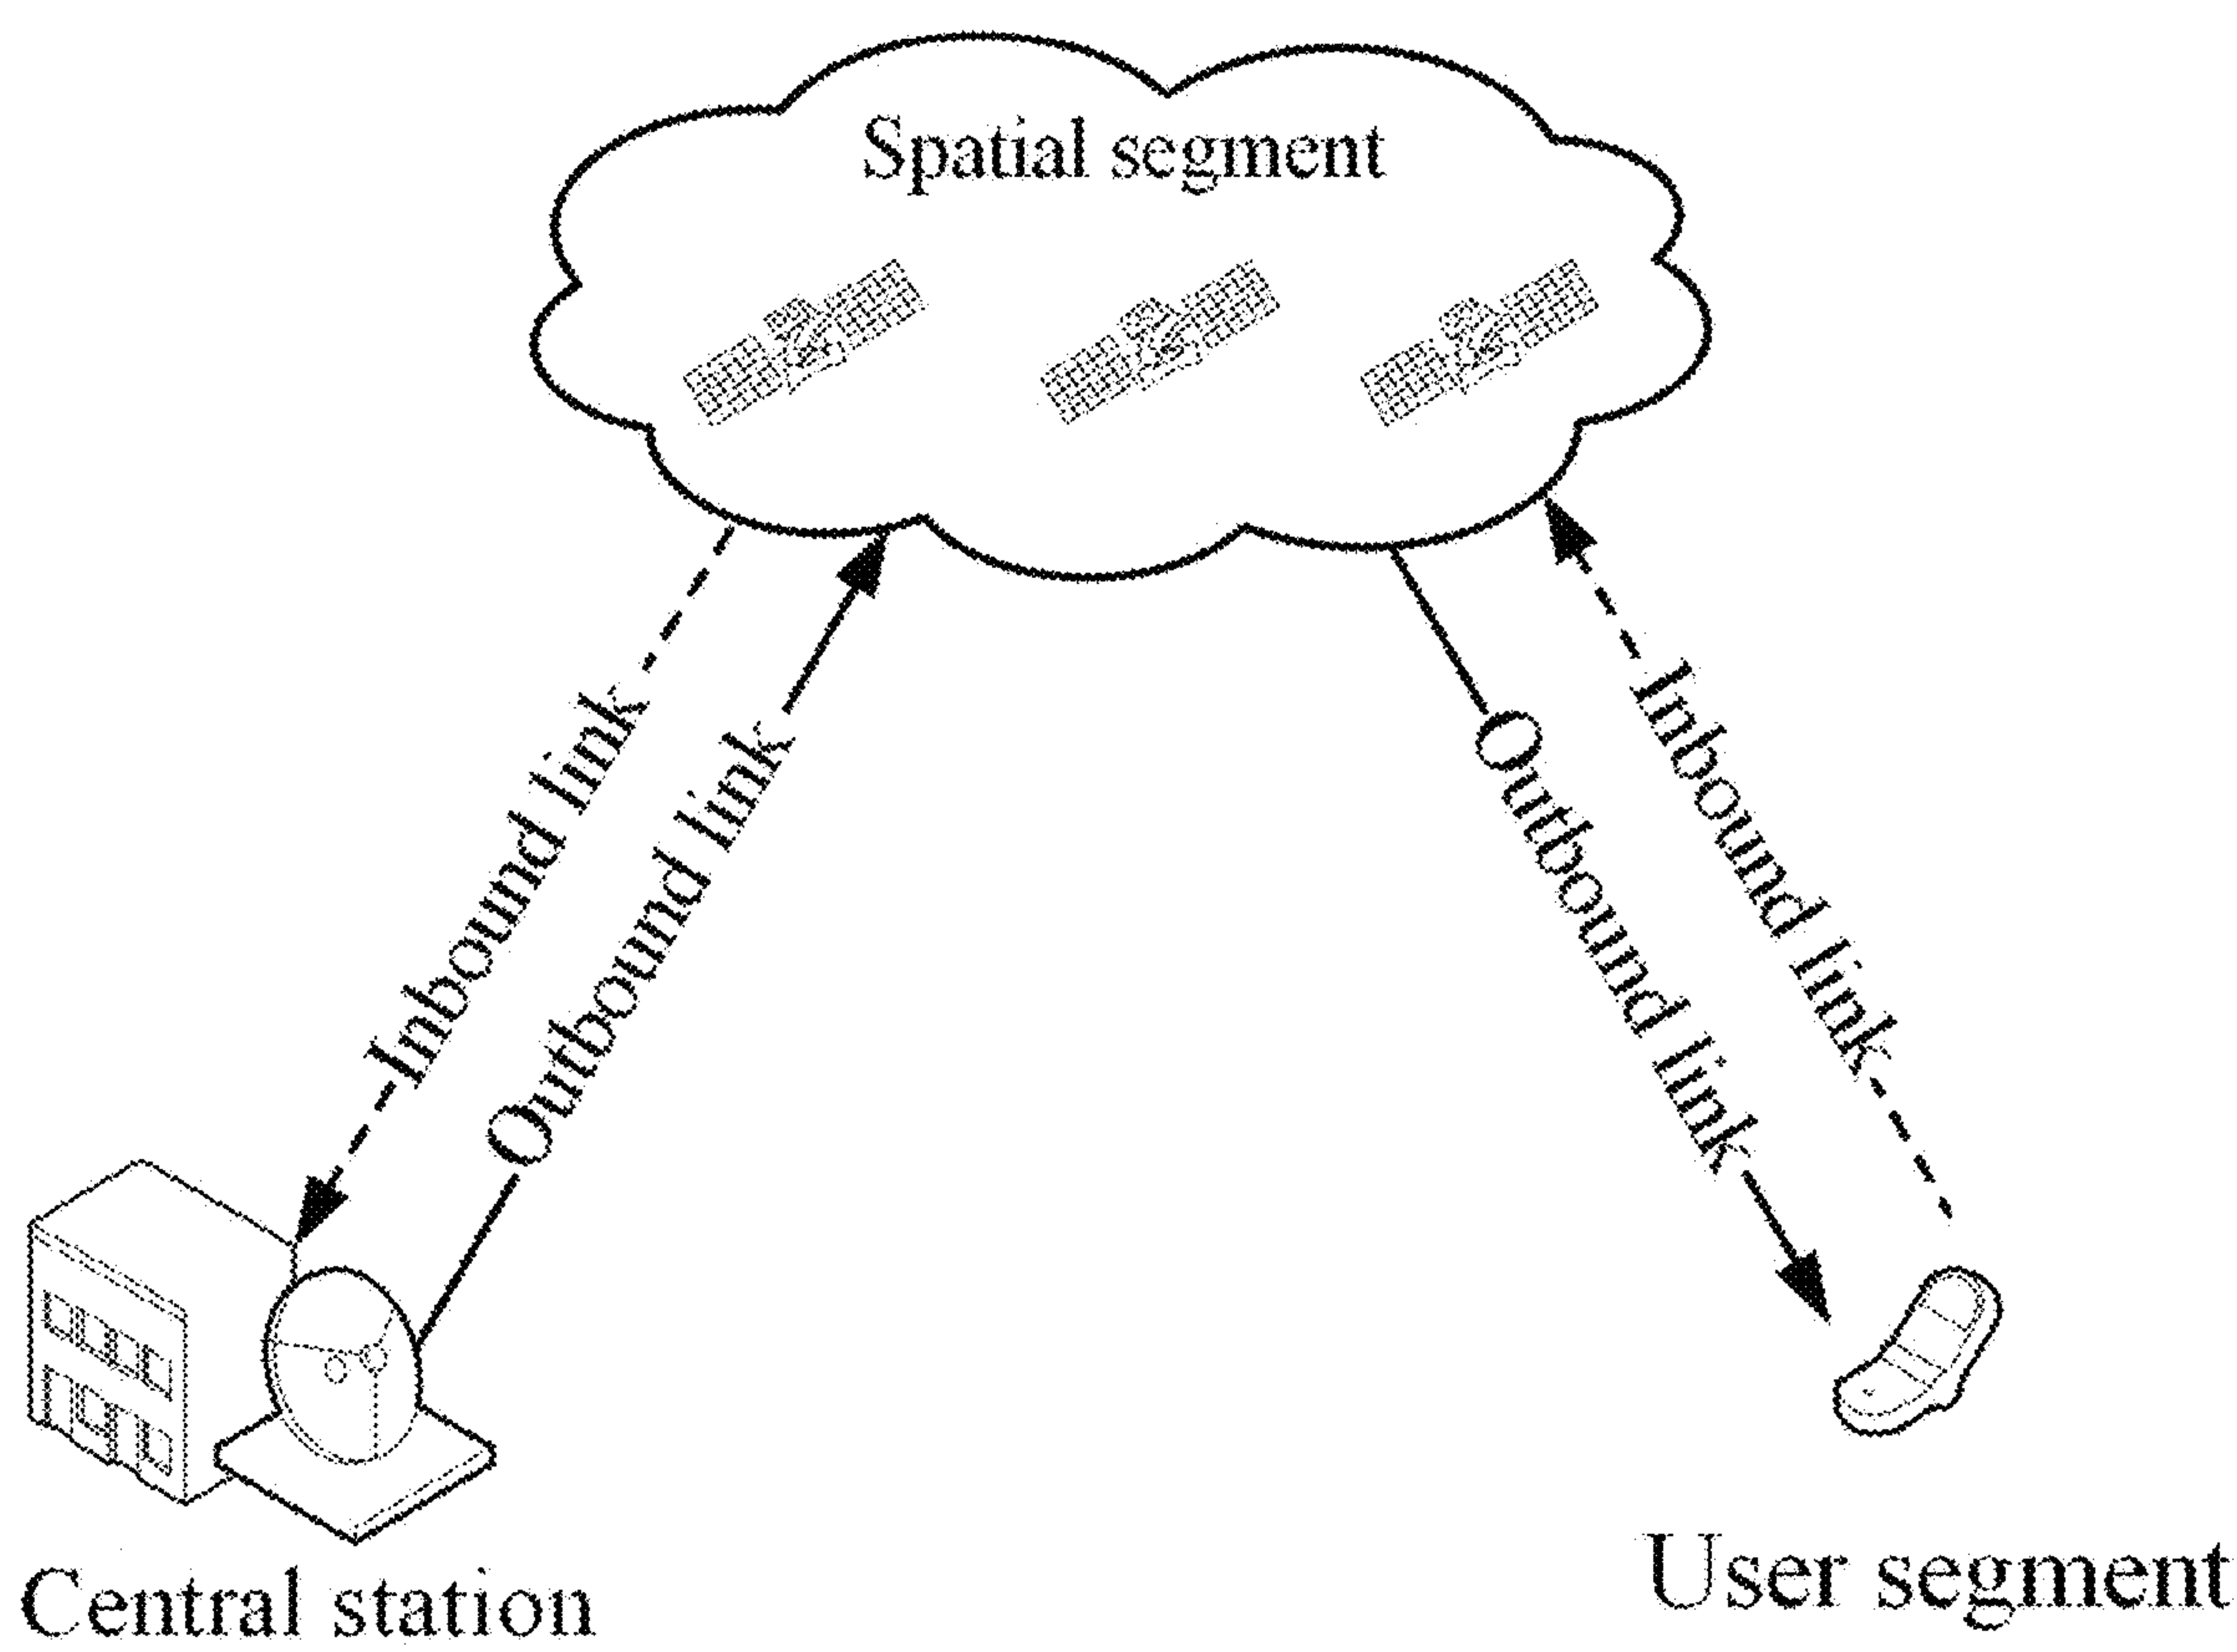 Spatial segment
Inbound link
Outbound link
Outbound link
Inbound link
Central station
User segment